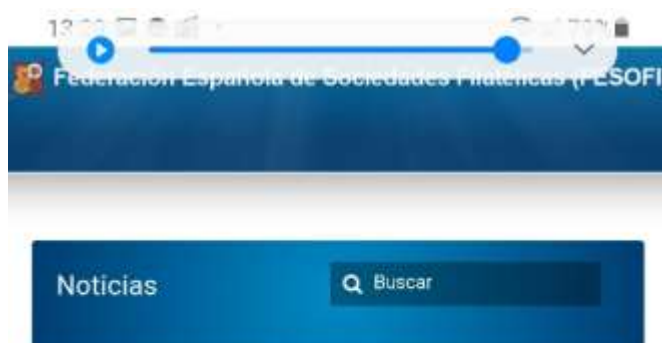 Federación Española de Sociedades Filatélicas (FESOFI
Noticias
Buscar